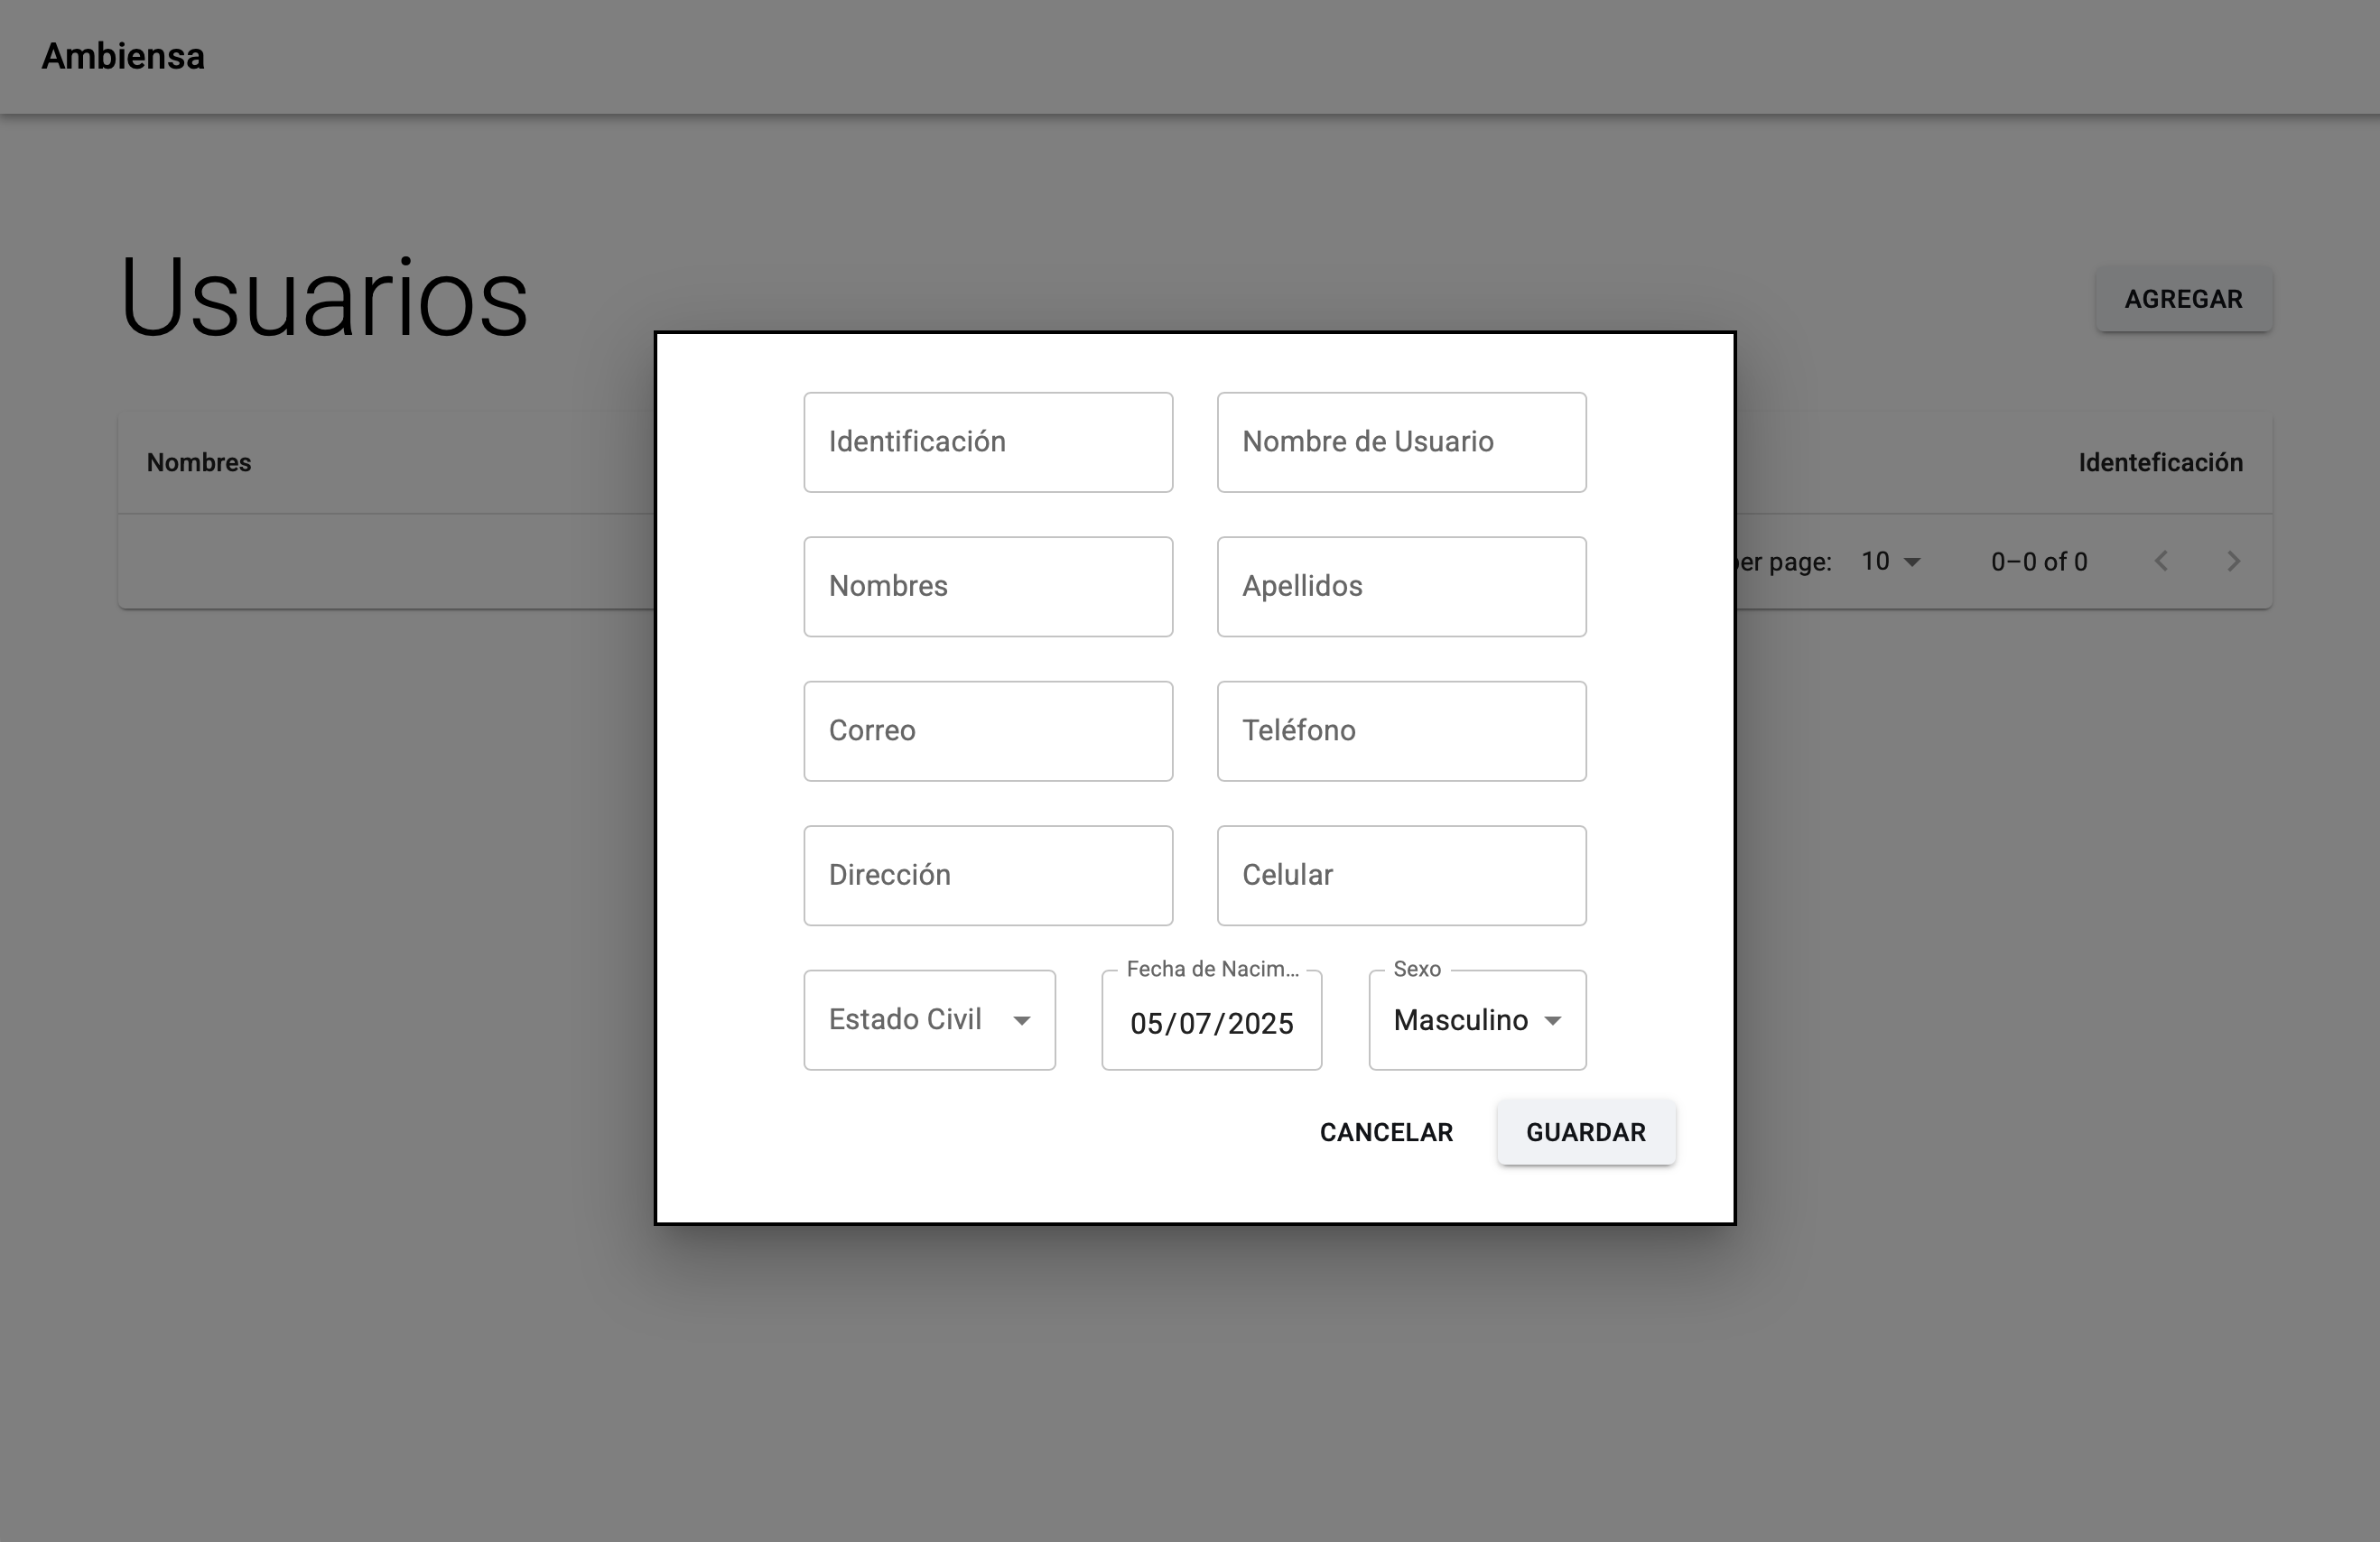 Ambiensa
Usuarios
AGREGAR
Nombres
Identeficación
per page: 10 0–0 of 0
Identificación
Nombre de Usuario
Nombres
Apellidos
Correo
Teléfono
Dirección
Celular
Estado Civil
Fecha de Nacim...
05/07/2025
Sexo
Masculino
CANCELAR
GUARDAR